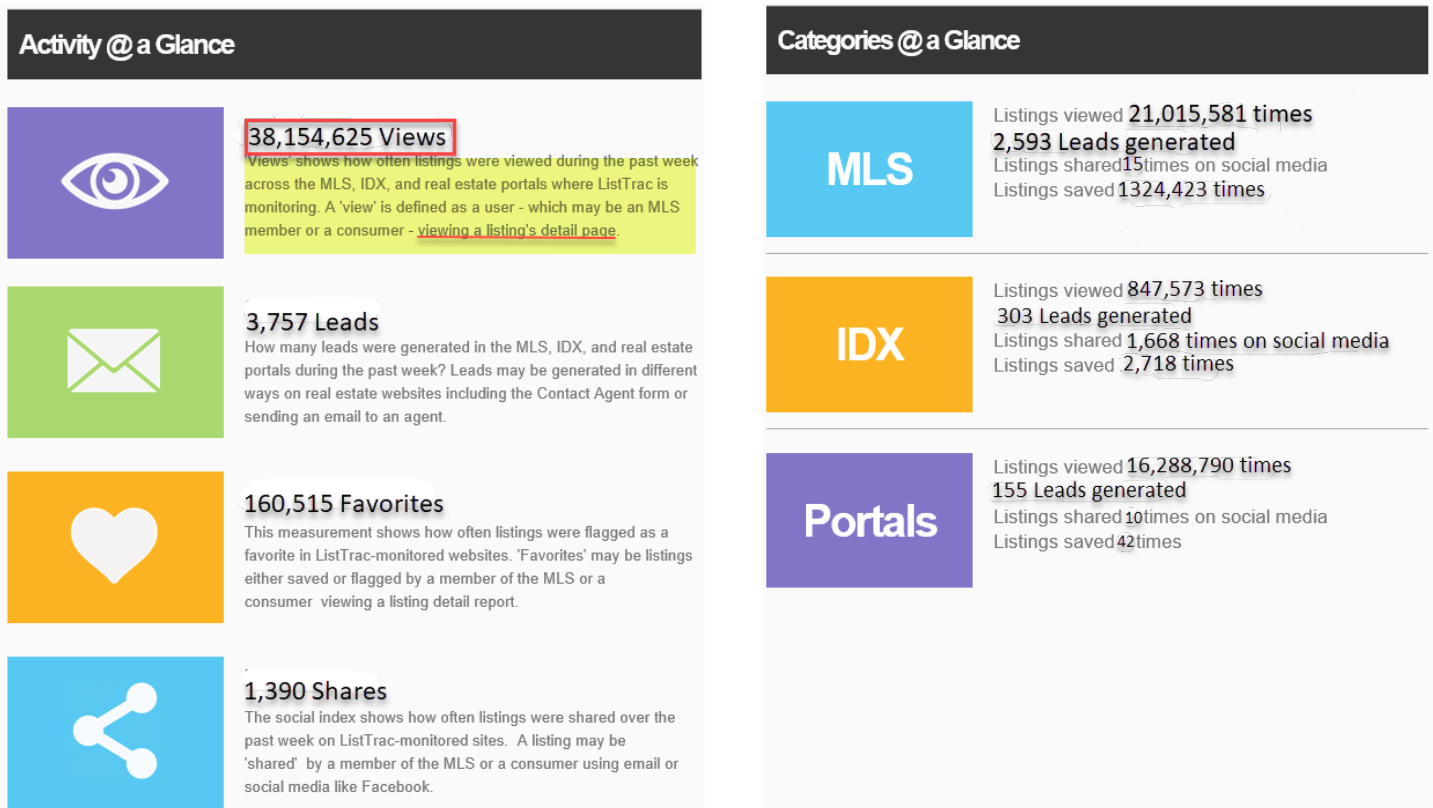 Activity @ a Glance
38,154,625 Views
'Views' shows how often listings were viewed during the past week
across the MLS, IDX, and real estate portals where ListTrac is
monitoring. A 'view' is defined as a user - which may be an MLS
member or a consumer - viewing a listing's detail page.
3,757 Leads
How many leads were generated in the MLS, IDX, and real estate
portals during the past week? Leads may be generated in different
ways on real estate websites including the Contact Agent form or
sending an email to an agent.
160,515 Favorites
This measurement shows how often listings were flagged as a
favorite in ListTrac-monitored websites. 'Favorites' may be listings
either saved or flagged by a member of the MLS or a
consumer viewing a listing detail report.
1,390 Shares
The social index shows how often listings were shared over the
past week on ListTrac-monitored sites. A listing may be
'shared' by a member of the MLS or a consumer using email or
social media like Facebook.
Categories @ a Glance
MLS
Listings viewed 21,015,581 times
2,593 Leads generated
Listings shared 15 times on social media
Listings saved 1324,423 times
IDX
Listings viewed 847,573 times
303 Leads generated
Listings shared 1,668 times on social media
Listings saved 2,718 times
Portals
Listings viewed 16,288,790 times
155 Leads generated
Listings shared 10 times on social media
Listings saved 42 times